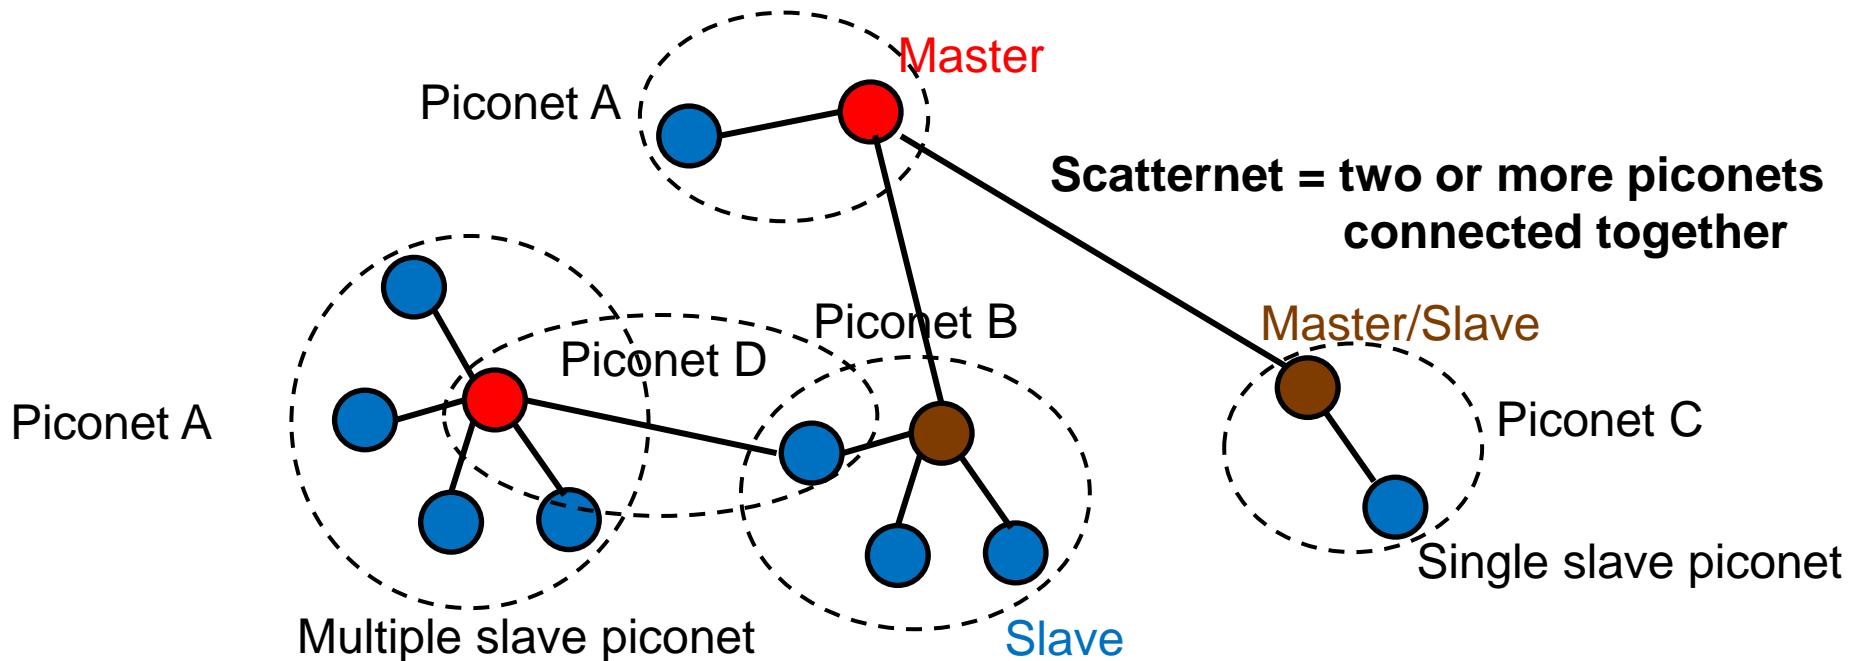 Master
Piconet A
Scatternet = two or more piconets
connected together
Piconet B
Master/Slave
Piconet D
Piconet A
Piconet C
Single slave piconet
Multiple slave piconet
Slave